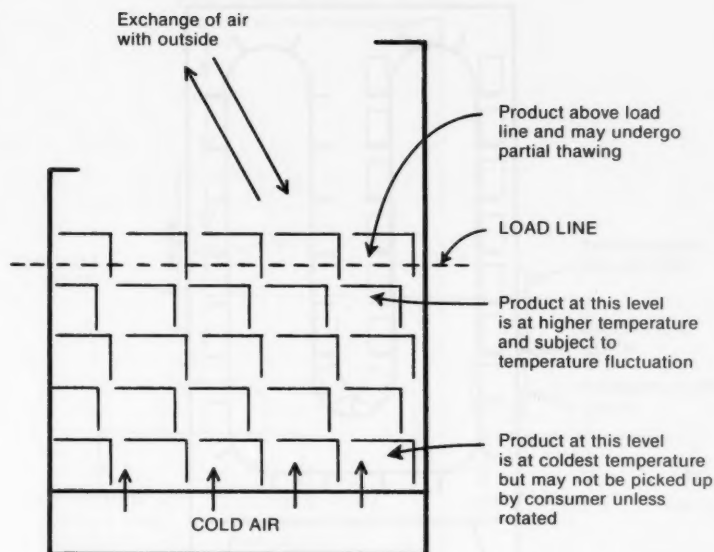 Exchange of air
with outside
Product above load
line and may undergo
partial thawing
LOAD LINE
Product at this level
is at higher temperature
and subject to
temperature fluctuation
Product at this level
is at coldest temperature
but may not be picked up
by consumer unless
rotated
COLD AIR